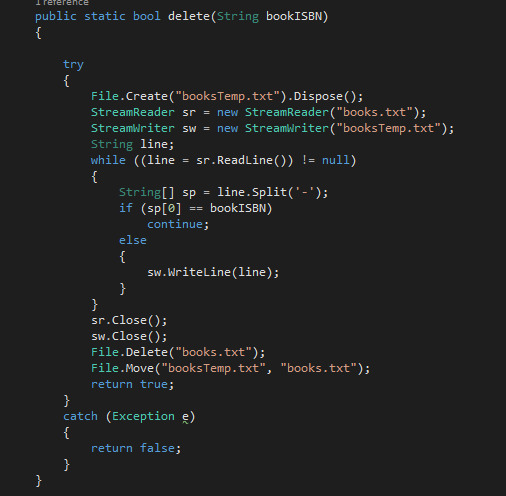 1 reference
public static bool delete(String bookISBN)
{
try
{
File.Create("booksTemp.txt").Dispose();
StreamReader sr = new StreamReader("books.txt");
StreamWriter sw = new StreamWriter("booksTemp.txt");
String line;
while ((line = sr.ReadLine()) != null)
{
String[] sp = line.Split('-');
if (sp[0] == bookISBN)
continue;
else
{
sw.WriteLine(line);
}
}
sr.Close();
sw.Close();
File.Delete("books.txt");
File.Move("booksTemp.txt", "books.txt");
return true;
}
catch (Exception e)
{
return false;
}
}